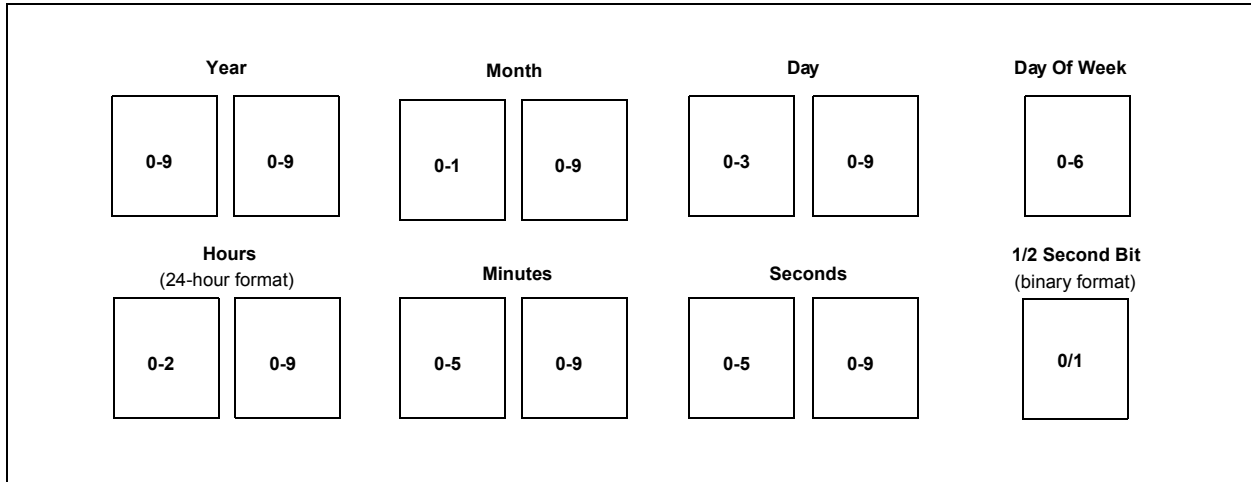 Year Month Day Day Of Week
0-9 0-9 0-1 0-9 0-3 0-9 0-6
Hours Minutes Seconds 1/2 Second Bit
(24-hour format) (binary format)
0-2 0-9 0-5 0-9 0-5 0-9 0/1